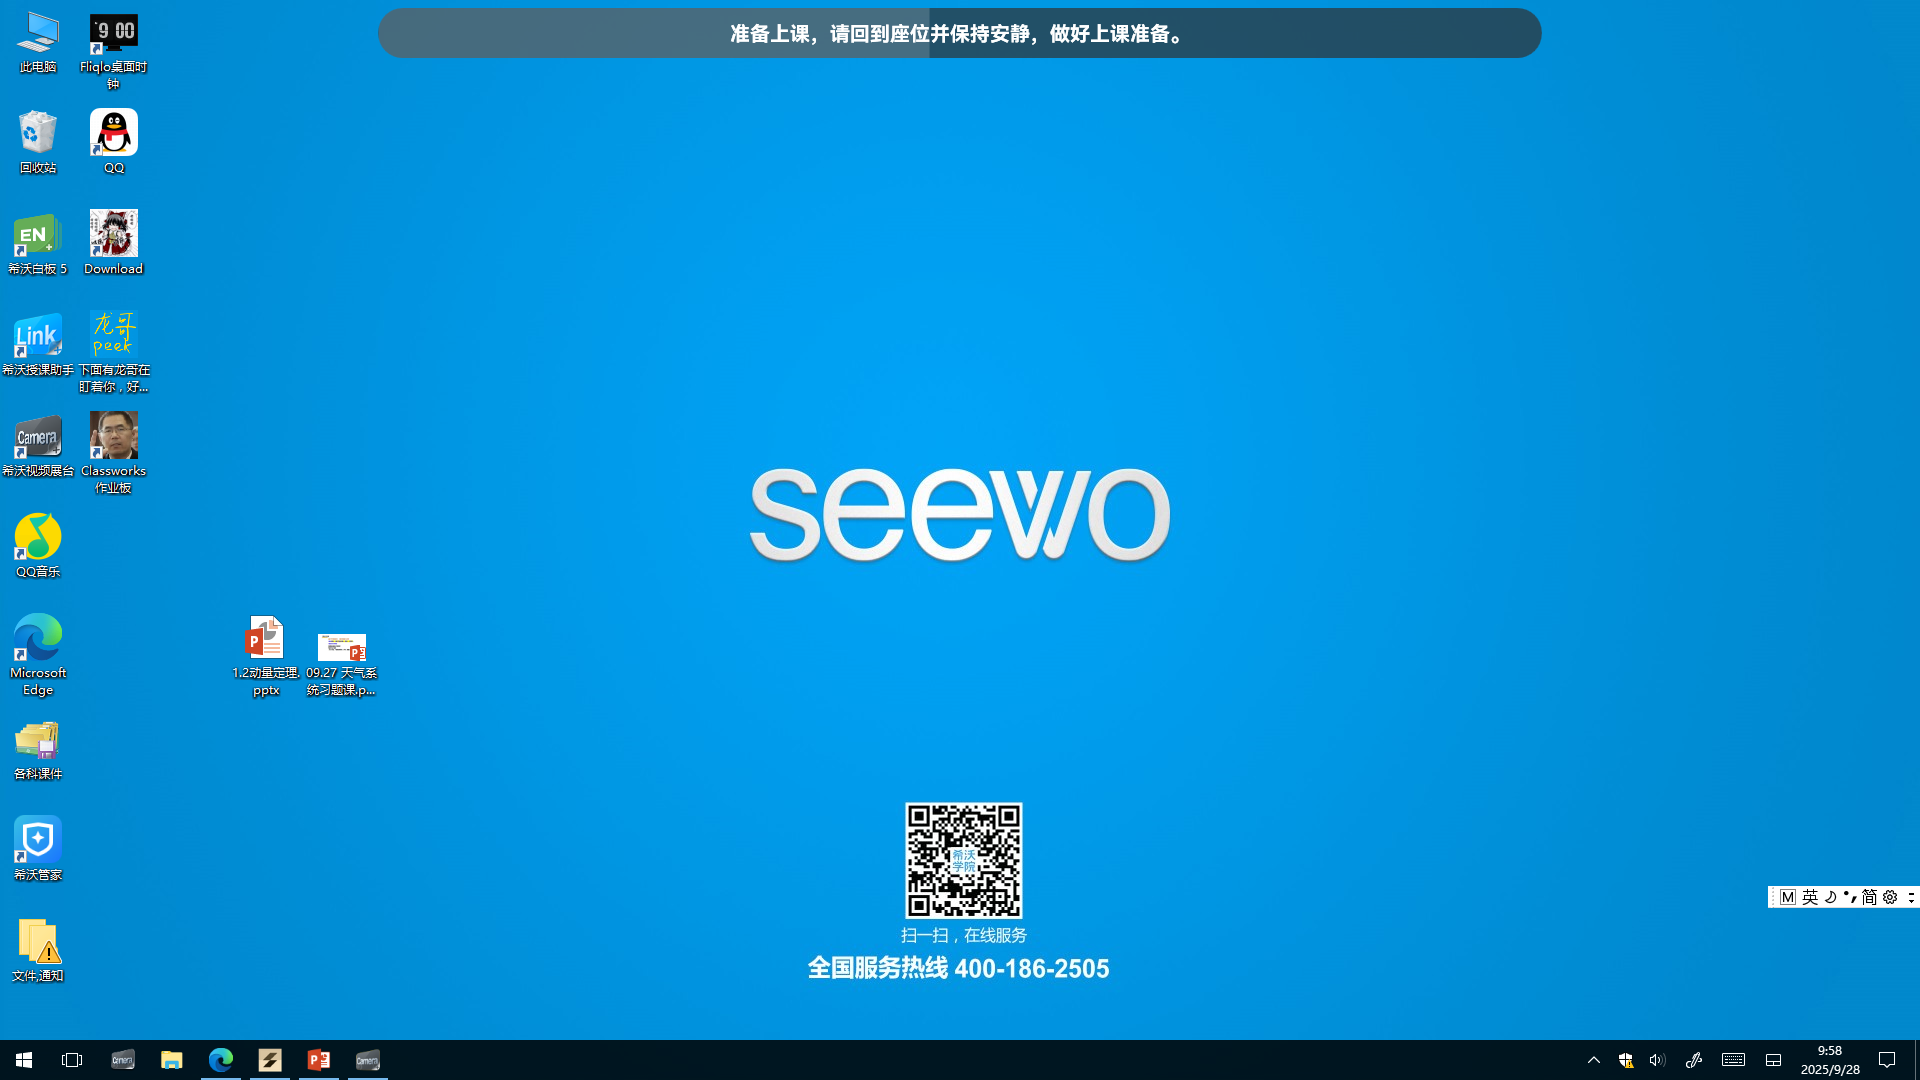 准备上课，请回到座位并保持安静，做好上课准备。
此电脑
9 00
Fliqlo桌面时
钟
回收站
QQ
EN
希沃白板 5
Download
Link
希沃授课助手
龙哥
peek
下面有龙哥在
盯着你，好...
Camera
希沃视频展台
Classworks
作业板
QQ音乐
seewo
Microsoft
Edge
1.2动量定理.
pptx
09.27 天气系
统习题课.p...
各科课件
希沃管家
文件,通知
希沃
学院
扫一扫，在线服务
全国服务热线 400-186-2505
M 英 简
Camera
Camera
9:58
2025/9/28